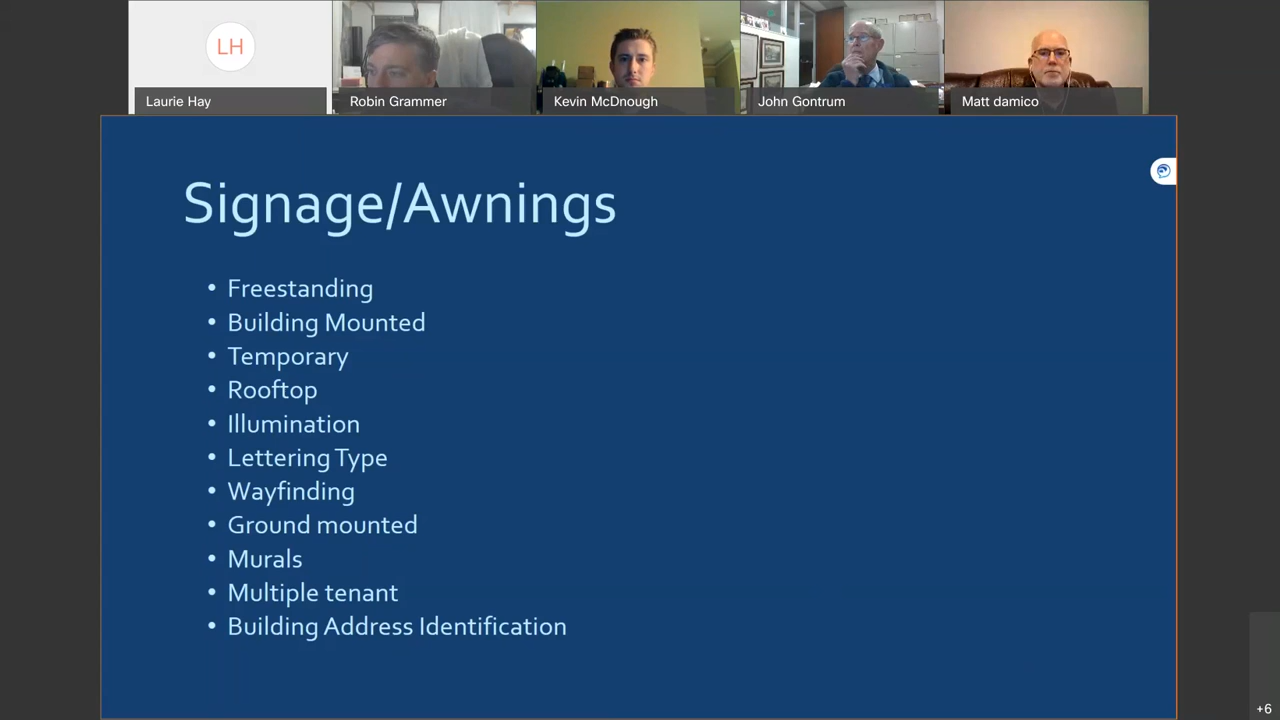 LH
Laurie Hay
Robin Grammer
Kevin McDnough
John Gontrum
Matt damico
Signage/Awnings
• Freestanding
• Building Mounted
• Temporary
• Rooftop
• Illumination
• Lettering Type
• Wayfinding
• Ground mounted
• Murals
• Multiple tenant
• Building Address Identification
+6